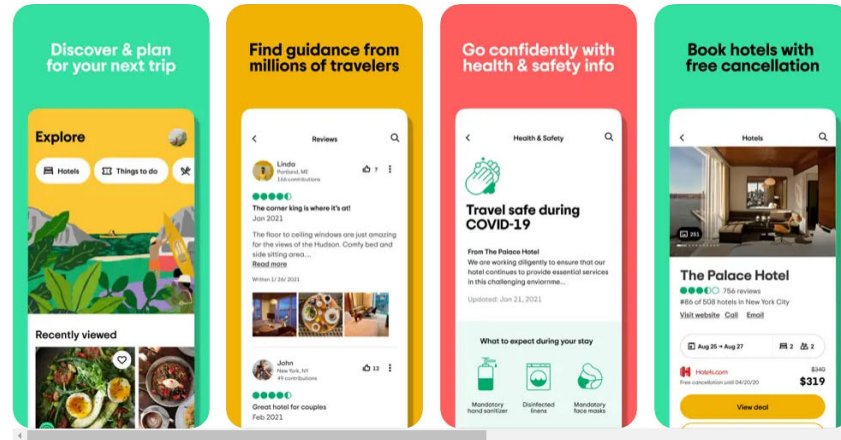 Discover & plan
for your next trip
Explore
Hotels
Things to do
Recently viewed
Find guidance from
millions of travelers
Reviews
Linda
Portland, ME
166 contributions
7
The corner king is where it's at!
Jan 2021
The floor to ceiling windows are just amazing
for the views of the Hudson. Comfy bed and
side sitting area....
Read more
Written 1/26/2021
John
New York, NY
49 contributions
12
Great hotel for couples
Feb 2021
Go confidently with
health & safety info
Health & Safety
Travel safe during
COVID-19
From The Palace Hotel
We are working diligently to ensure that our
hotel continues to provide essential services
in this challenging enviornme...
Updated: Jan 21, 2021
What to expect during your stay
Mandatory
hand sanitizer
Disinfected
linens
Mandatory
face masks
Book hotels with
free cancellation
Hotels
251
The Palace Hotel
756 reviews
#86 of 508 hotels in New York City
Visit website Call Email
Aug 25 → Aug 27 2 2
Hotels.com $340
Free cancellation until 04/20/20 $319
View deal